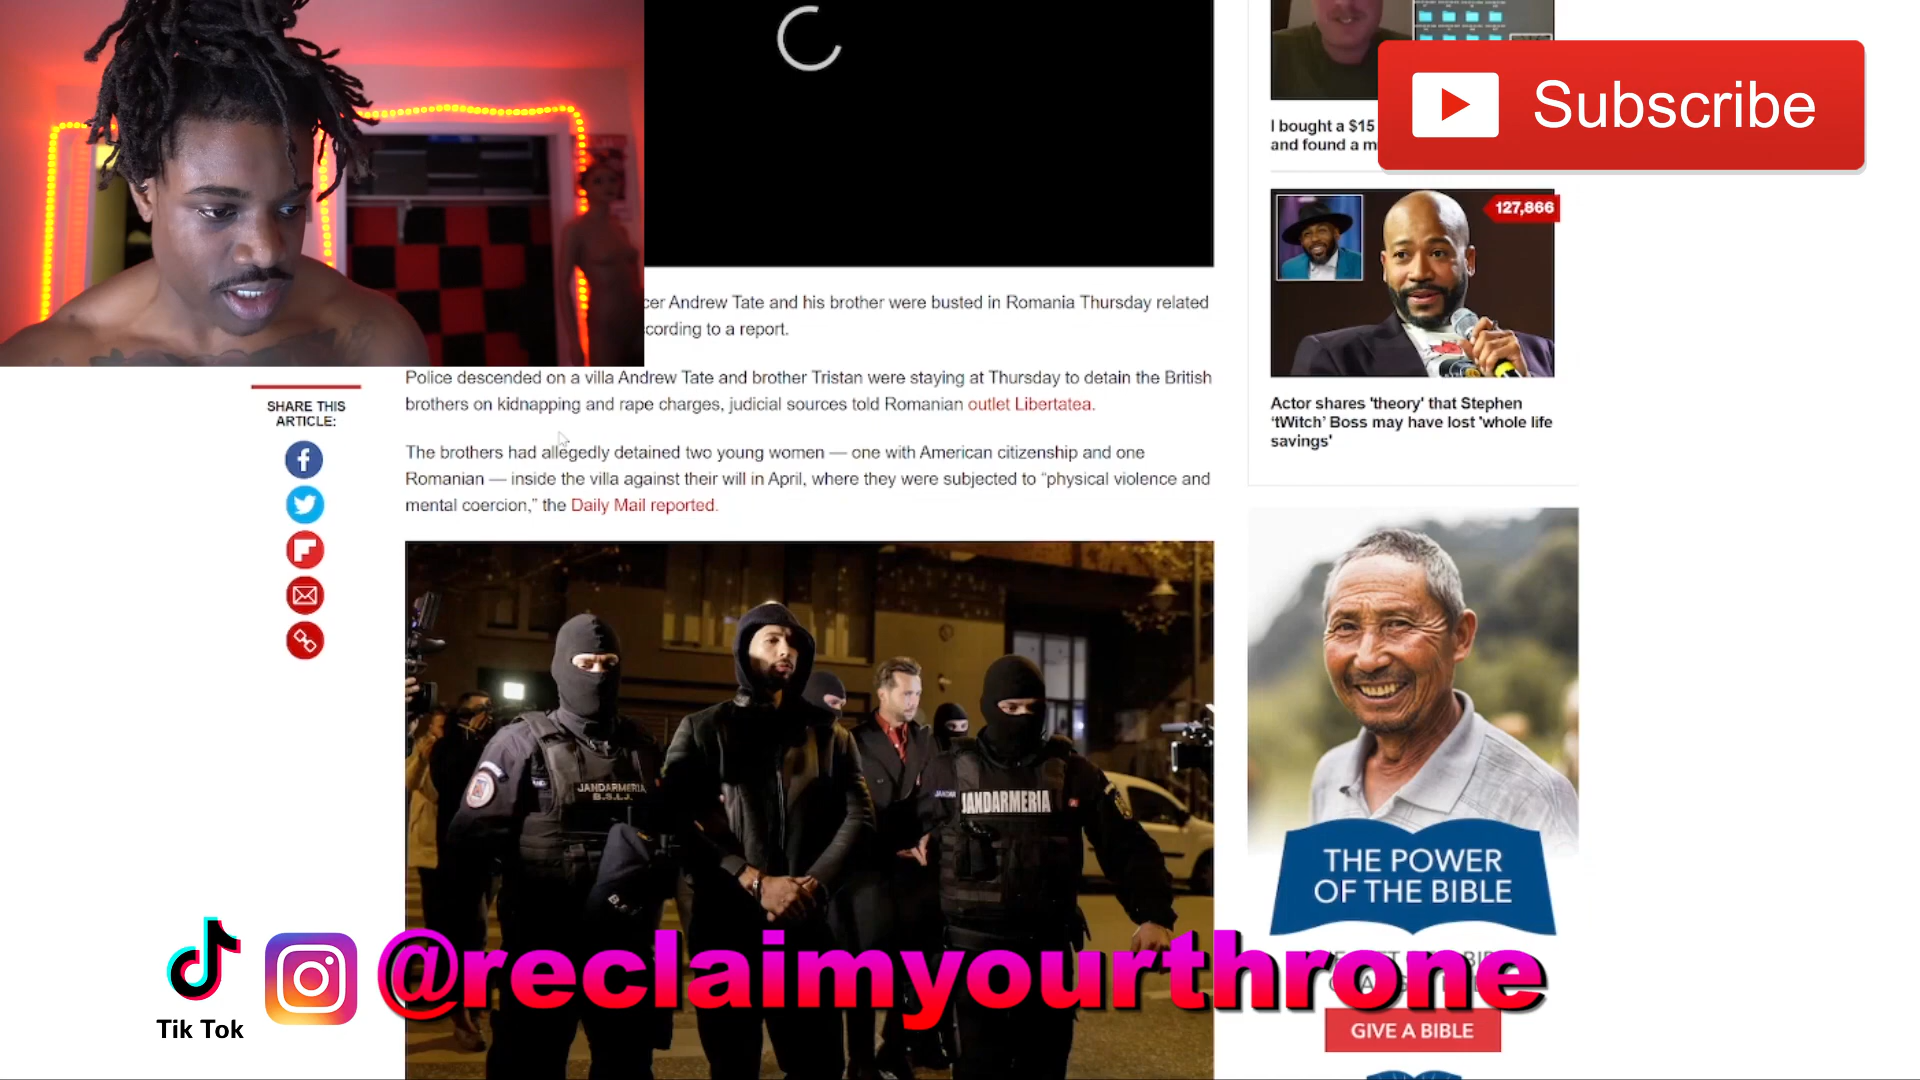 Subscribe
I bought a $15
and found a m
127,866
cer Andrew Tate and his brother were busted in Romania Thursday related
cording to a report.
Police descended on a villa Andrew Tate and brother Tristan were staying at Thursday to detain the British
brothers on kidnapping and rape charges, judicial sources told Romanian outlet Libertatea.
The brothers had allegedly detained two young women — one with American citizenship and one
Romanian — inside the villa against their will in April, where they were subjected to “physical violence and
mental coercion,” the Daily Mail reported.
SHARE THIS
ARTICLE:
Actor shares 'theory' that Stephen
‘tWitch’ Boss may have lost 'whole life
savings'
JANDARMERIA
B.S.I.J.
JANDARMERIA
THE POWER
OF THE BIBLE
GIVE A BIBLE
Tik Tok
@reclaimyourthrone